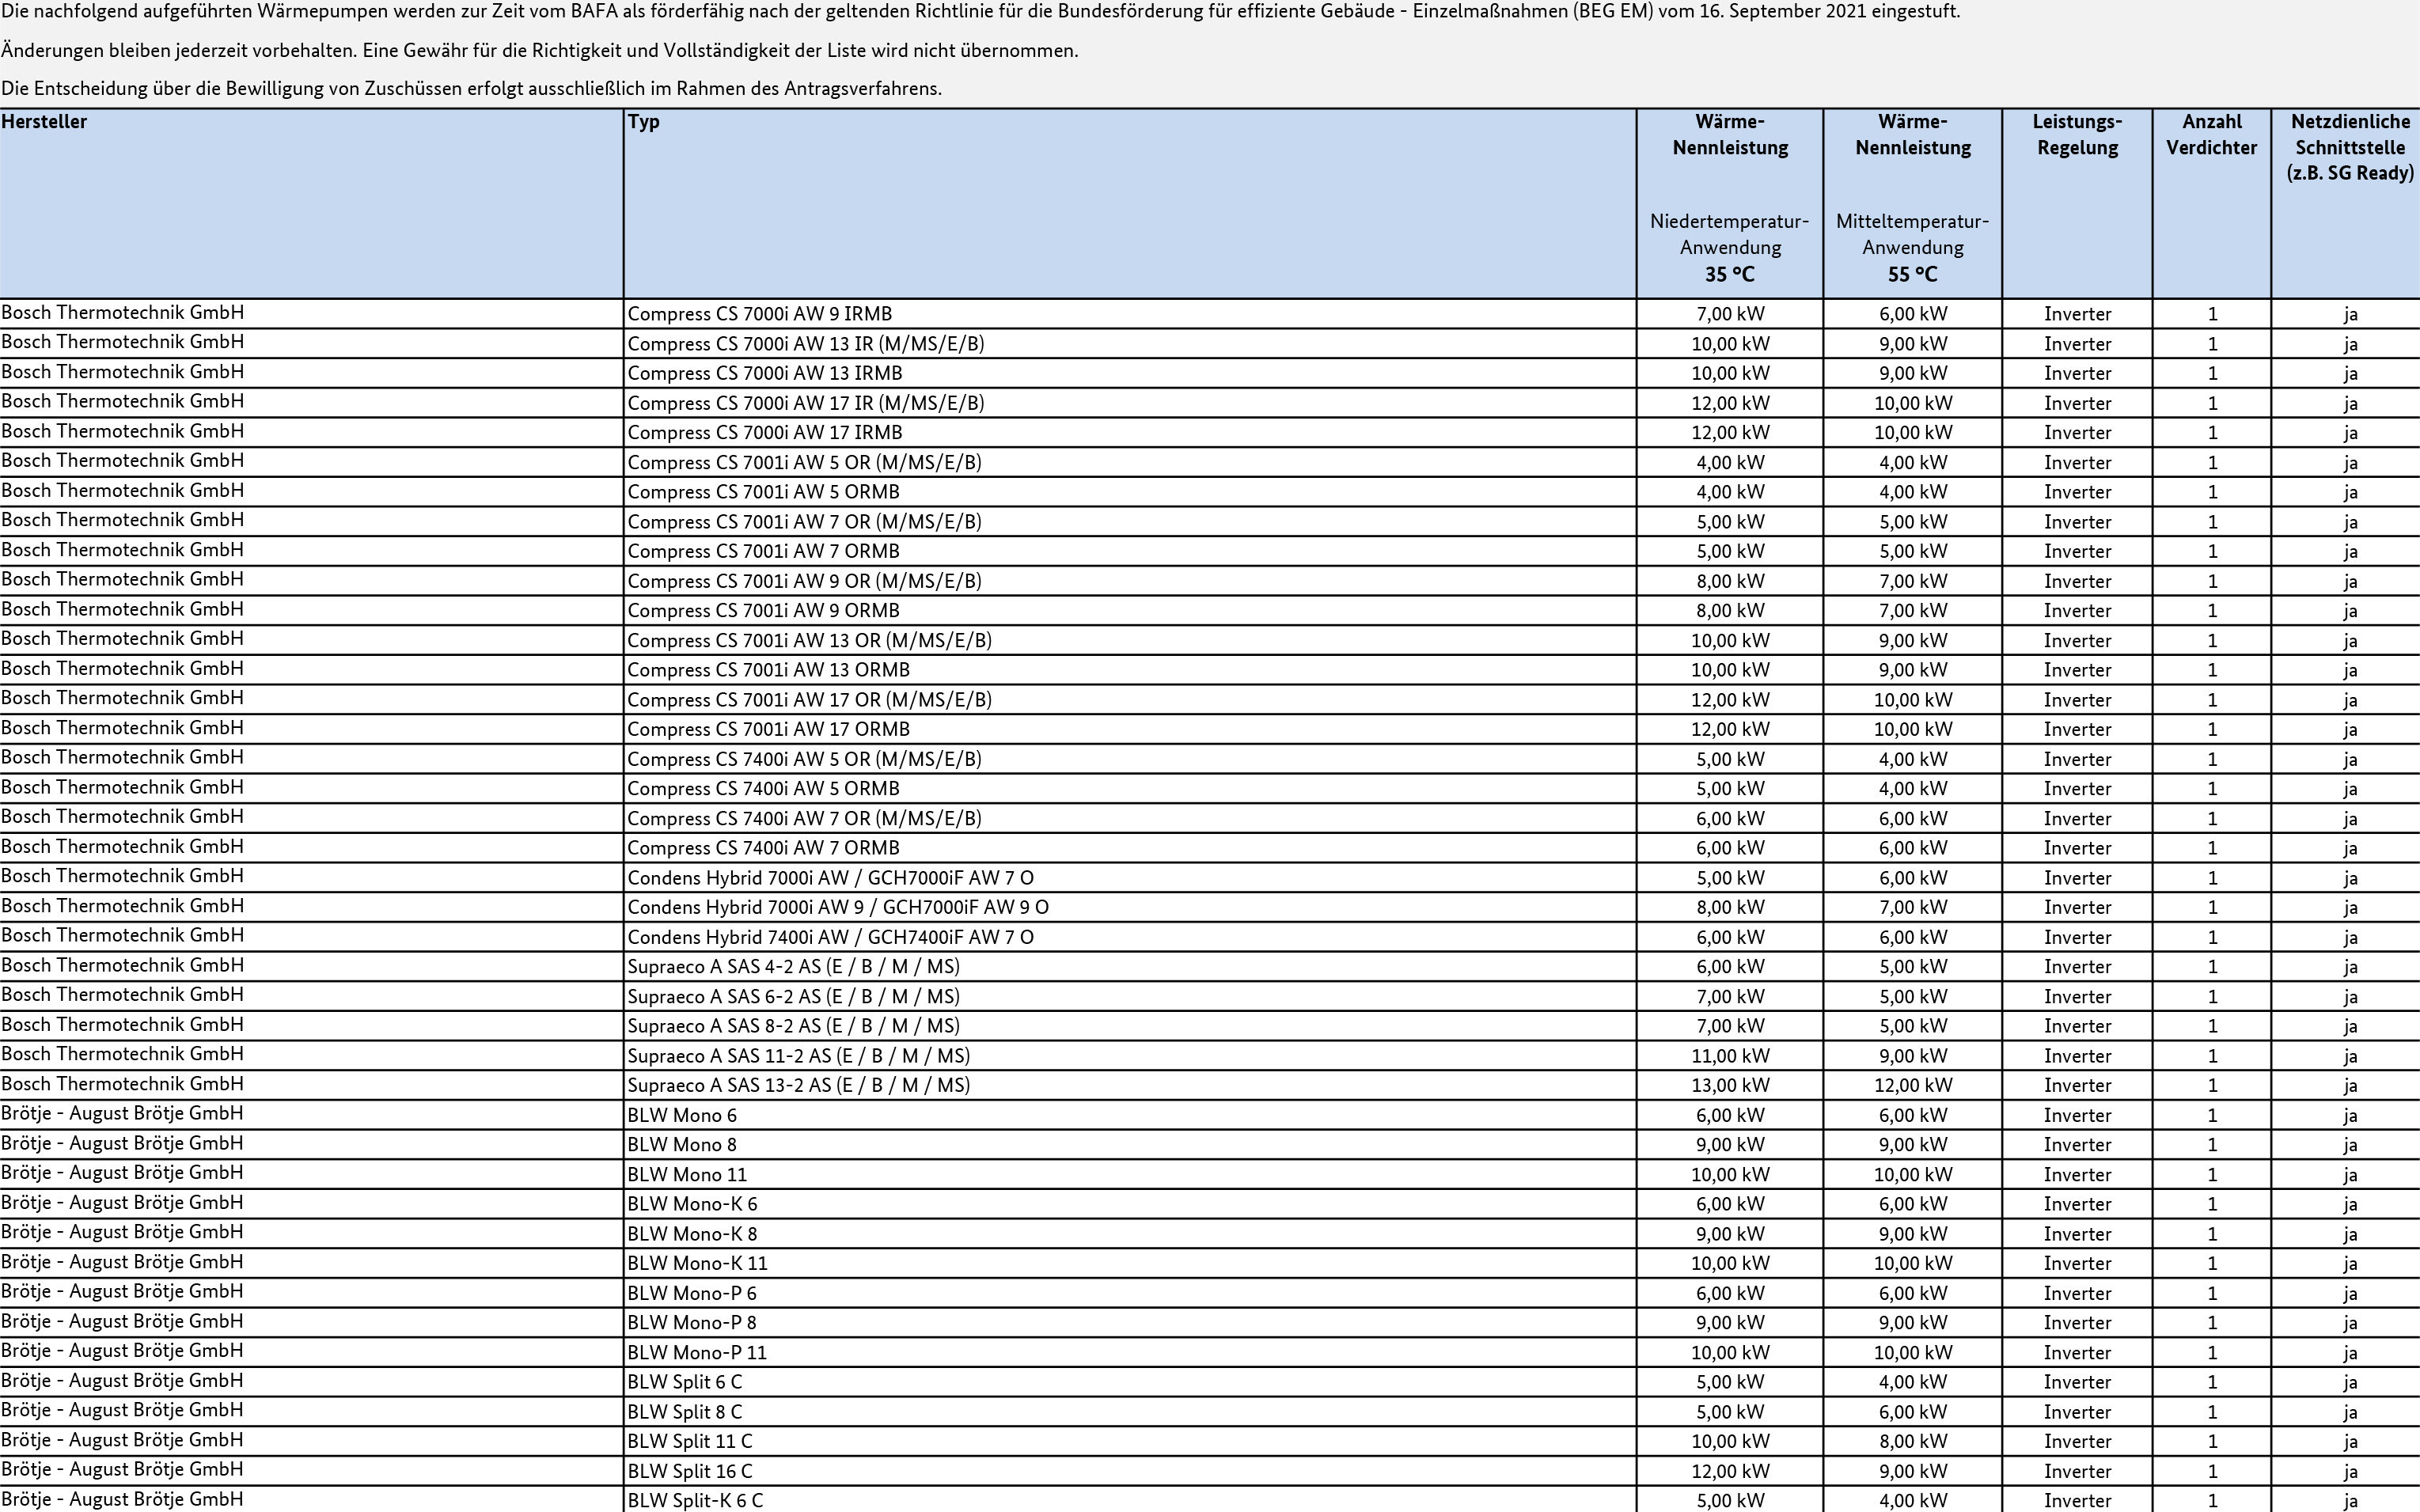 Die nachfolgend aufgeführten Wärmepumpen werden zur Zeit vom BAFA als förderfähig nach der geltenden Richtlinie für die Bundesförderung für effiziente Gebäude - Einzelmaßnahmen (BEG EM) vom 16. September 2021 eingestuft.
Änderungen bleiben jederzeit vorbehalten. Eine Gewähr für die Richtigkeit und Vollständigkeit der Liste wird nicht übernommen.
Die Entscheidung über die Bewilligung von Zuschüssen erfolgt ausschließlich im Rahmen des Antragsverfahrens.
Hersteller Typ Wärme- Wärme- Leistungs- Anzahl Netzdienliche
Nennleistung Nennleistung Regelung Verdichter Schnittstelle
(z.B. SG Ready)
Niedertemperatur- Mitteltemperatur-
Anwendung Anwendung
35 °C 55 °C
Bosch Thermotechnik GmbH Compress CS 7000i AW 9 IRMB 7,00 kW 6,00 kW Inverter 1 ja
Bosch Thermotechnik GmbH Compress CS 7000i AW 13 IR (M/MS/E/B) 10,00 kW 9,00 kW Inverter 1 ja
Bosch Thermotechnik GmbH Compress CS 7000i AW 13 IRMB 10,00 kW 9,00 kW Inverter 1 ja
Bosch Thermotechnik GmbH Compress CS 7000i AW 17 IR (M/MS/E/B) 12,00 kW 10,00 kW Inverter 1 ja
Bosch Thermotechnik GmbH Compress CS 7000i AW 17 IRMB 12,00 kW 10,00 kW Inverter 1 ja
Bosch Thermotechnik GmbH Compress CS 7001i AW 5 OR (M/MS/E/B) 4,00 kW 4,00 kW Inverter 1 ja
Bosch Thermotechnik GmbH Compress CS 7001i AW 5 ORMB 4,00 kW 4,00 kW Inverter 1 ja
Bosch Thermotechnik GmbH Compress CS 7001i AW 7 OR (M/MS/E/B) 5,00 kW 5,00 kW Inverter 1 ja
Bosch Thermotechnik GmbH Compress CS 7001i AW 7 ORMB 5,00 kW 5,00 kW Inverter 1 ja
Bosch Thermotechnik GmbH Compress CS 7001i AW 9 OR (M/MS/E/B) 8,00 kW 7,00 kW Inverter 1 ja
Bosch Thermotechnik GmbH Compress CS 7001i AW 9 ORMB 8,00 kW 7,00 kW Inverter 1 ja
Bosch Thermotechnik GmbH Compress CS 7001i AW 13 OR (M/MS/E/B) 10,00 kW 9,00 kW Inverter 1 ja
Bosch Thermotechnik GmbH Compress CS 7001i AW 13 ORMB 10,00 kW 9,00 kW Inverter 1 ja
Bosch Thermotechnik GmbH Compress CS 7001i AW 17 OR (M/MS/E/B) 12,00 kW 10,00 kW Inverter 1 ja
Bosch Thermotechnik GmbH Compress CS 7001i AW 17 ORMB 12,00 kW 10,00 kW Inverter 1 ja
Bosch Thermotechnik GmbH Compress CS 7400i AW 5 OR (M/MS/E/B) 5,00 kW 4,00 kW Inverter 1 ja
Bosch Thermotechnik GmbH Compress CS 7400i AW 5 ORMB 5,00 kW 4,00 kW Inverter 1 ja
Bosch Thermotechnik GmbH Compress CS 7400i AW 7 OR (M/MS/E/B) 6,00 kW 6,00 kW Inverter 1 ja
Bosch Thermotechnik GmbH Compress CS 7400i AW 7 ORMB 6,00 kW 6,00 kW Inverter 1 ja
Bosch Thermotechnik GmbH Condens Hybrid 7000i AW / GCH7000iF AW 7 O 5,00 kW 6,00 kW Inverter 1 ja
Bosch Thermotechnik GmbH Condens Hybrid 7000i AW 9 / GCH7000iF AW 9 O 8,00 kW 7,00 kW Inverter 1 ja
Bosch Thermotechnik GmbH Condens Hybrid 7400i AW / GCH7400iF AW 7 O 6,00 kW 6,00 kW Inverter 1 ja
Bosch Thermotechnik GmbH Supraeco A SAS 4-2 AS (E / B / M / MS) 6,00 kW 5,00 kW Inverter 1 ja
Bosch Thermotechnik GmbH Supraeco A SAS 6-2 AS (E / B / M / MS) 7,00 kW 5,00 kW Inverter 1 ja
Bosch Thermotechnik GmbH Supraeco A SAS 8-2 AS (E / B / M / MS) 7,00 kW 5,00 kW Inverter 1 ja
Bosch Thermotechnik GmbH Supraeco A SAS 11-2 AS (E / B / M / MS) 11,00 kW 9,00 kW Inverter 1 ja
Bosch Thermotechnik GmbH Supraeco A SAS 13-2 AS (E / B / M / MS) 13,00 kW 12,00 kW Inverter 1 ja
Brötje - August Brötje GmbH BLW Mono 6 6,00 kW 6,00 kW Inverter 1 ja
Brötje - August Brötje GmbH BLW Mono 8 9,00 kW 9,00 kW Inverter 1 ja
Brötje - August Brötje GmbH BLW Mono 11 10,00 kW 10,00 kW Inverter 1 ja
Brötje - August Brötje GmbH BLW Mono-K 6 6,00 kW 6,00 kW Inverter 1 ja
Brötje - August Brötje GmbH BLW Mono-K 8 9,00 kW 9,00 kW Inverter 1 ja
Brötje - August Brötje GmbH BLW Mono-K 11 10,00 kW 10,00 kW Inverter 1 ja
Brötje - August Brötje GmbH BLW Mono-P 6 6,00 kW 6,00 kW Inverter 1 ja
Brötje - August Brötje GmbH BLW Mono-P 8 9,00 kW 9,00 kW Inverter 1 ja
Brötje - August Brötje GmbH BLW Mono-P 11 10,00 kW 10,00 kW Inverter 1 ja
Brötje - August Brötje GmbH BLW Split 6 C 5,00 kW 4,00 kW Inverter 1 ja
Brötje - August Brötje GmbH BLW Split 8 C 5,00 kW 6,00 kW Inverter 1 ja
Brötje - August Brötje GmbH BLW Split 11 C 10,00 kW 8,00 kW Inverter 1 ja
Brötje - August Brötje GmbH BLW Split 16 C 12,00 kW 9,00 kW Inverter 1 ja
Brötje - August Brötje GmbH BLW Split-K 6 C 5,00 kW 4,00 kW Inverter 1 ja